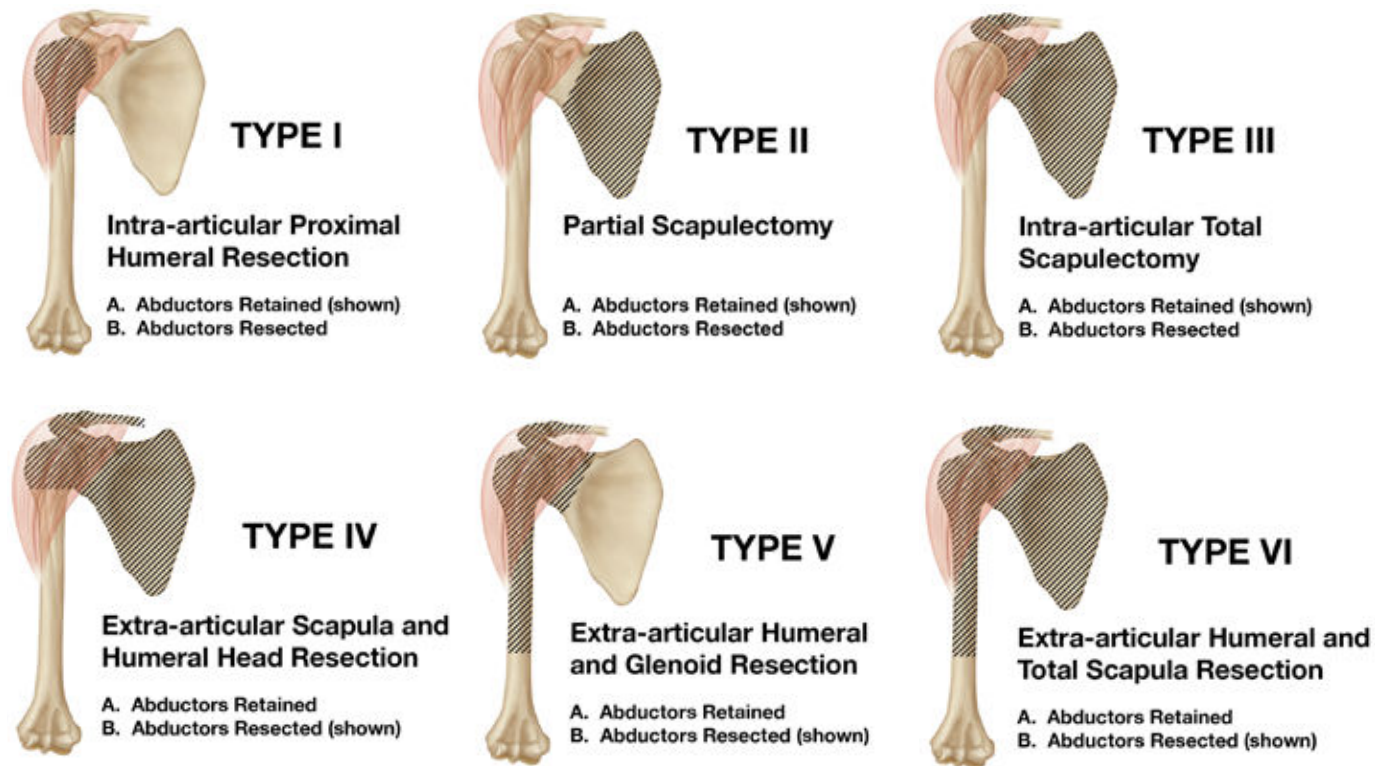 TYPE I
Intra-articular Proximal
Humeral Resection
A. Abductors Retained (shown)
B. Abductors Resected
TYPE II
Partial Scapulectomy
A. Abductors Retained (shown)
B. Abductors Resected
TYPE III
Intra-articular Total
Scapulectomy
A. Abductors Retained (shown)
B. Abductors Resected
TYPE IV
Extra-articular Scapula and
Humeral Head Resection
A. Abductors Retained
B. Abductors Resected (shown)
TYPE V
Extra-articular Humeral
and Glenoid Resection
A. Abductors Retained
B. Abductors Resected (shown)
TYPE VI
Extra-articular Humeral and
Total Scapula Resection
A. Abductors Retained
B. Abductors Resected (shown)